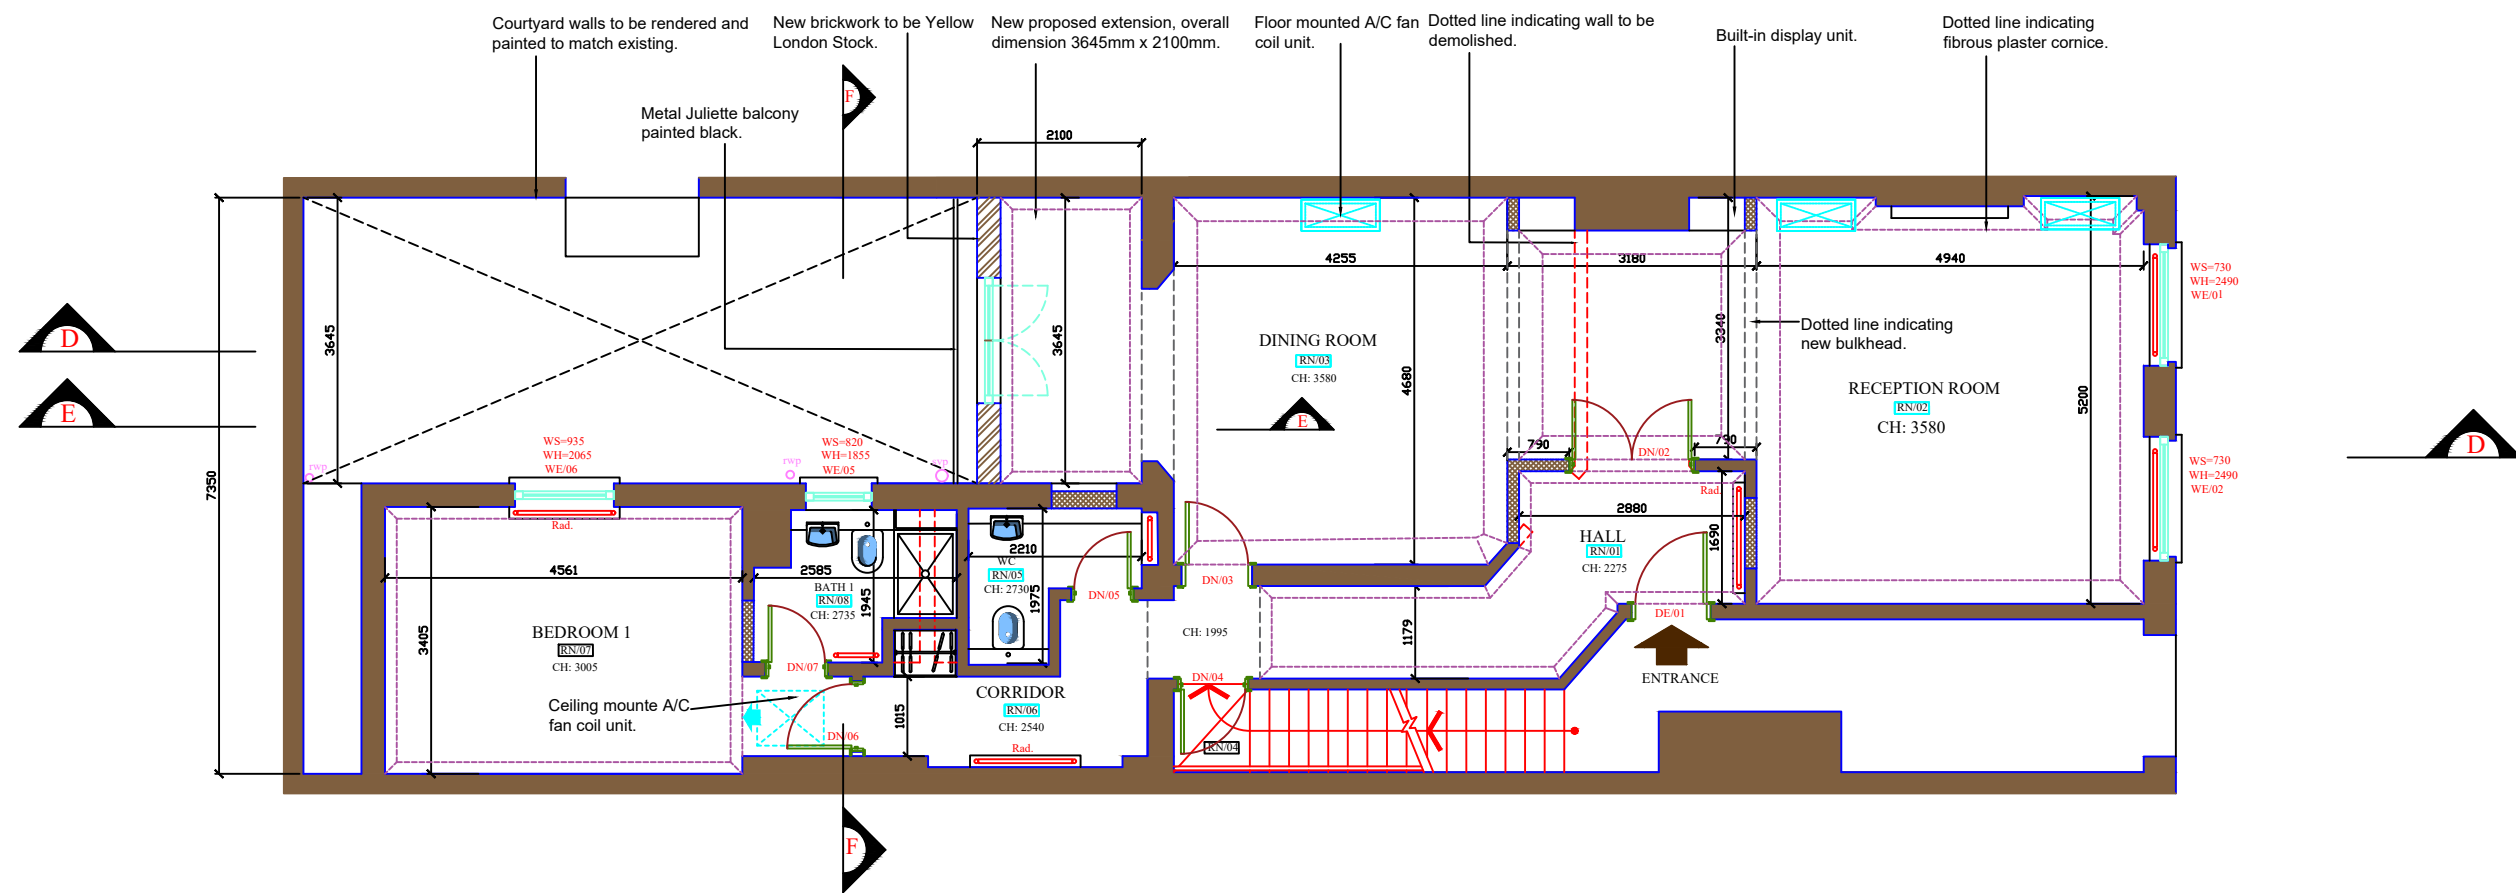 Courtyard walls to be rendered and
painted to match existing.
New brickwork to be Yellow
London Stock.
New proposed extension, overall
dimension 3645mm x 2100mm.
Floor mounted A/C fan
coil unit.
Dotted line indicating wall to be
demolished.
Built-in display unit.
Dotted line indicating
fibrous plaster cornice.
Metal Juliette balcony
painted black.
F
2100
4255
3180
4940
WS=730
WH=2490
WE/01
3645
3645
DINING ROOM
RN/03
CH: 3580
4680
3340
Dotted line indicating
new bulkhead.
RECEPTION ROOM
RN/02
CH: 3580
5200
D
E
E
D
7350
WS=935
WH=2065
WE/06
WS=820
WH=1855
WE/05
rwp
rwp
svp
790
790
DN/02
WS=730
WH=2490
WE/02
Rad.
Rad.
2880
HALL
RN/01
CH: 2275
1690
4561
2585
2210
WC
RN/05
CH: 2730
1975
BATH 1
RN/08
CH: 2735
1945
DN/03
DN/05
DE/01
BEDROOM 1
RN/07
CH: 3005
3405
CH: 1995
1179
DN/07
DN/04
ENTRANCE
Ceiling mounte A/C
fan coil unit.
CORRIDOR
RN/06
CH: 2540
1015
DN/06
Rad.
RN/04
F